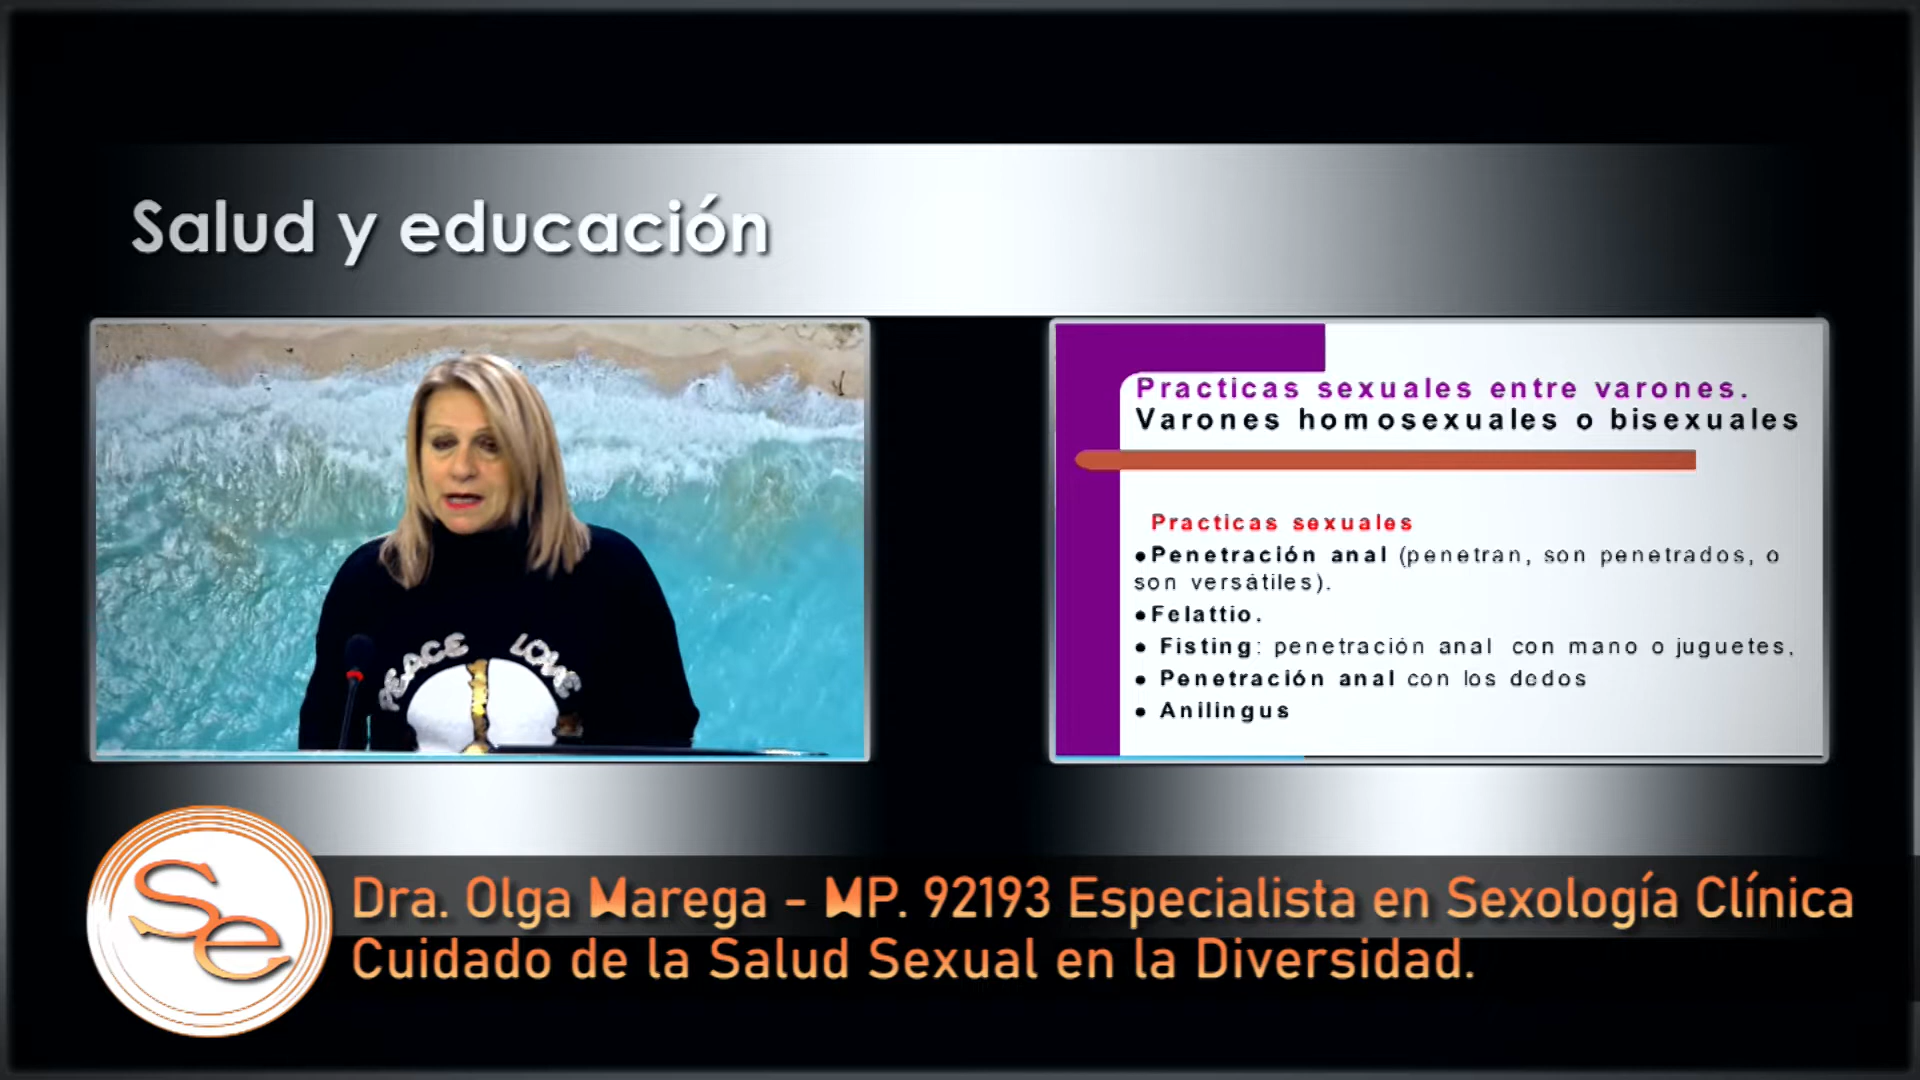 Salud y educación
PEACE LOVE
Practicas sexuales entre varones.
Varones homosexuales o bisexuales
Practicas sexuales
●Penetración anal (penetran, son penetrados, o
son versátiles).
●Felattio.
● Fisting: penetración anal con mano o juguetes,
● Penetración anal con los dedos
● Anilingus
Se
Dra. Olga Marega - MP. 92193 Especialista en Sexología Clínica
Cuidado de la Salud Sexual en la Diversidad.